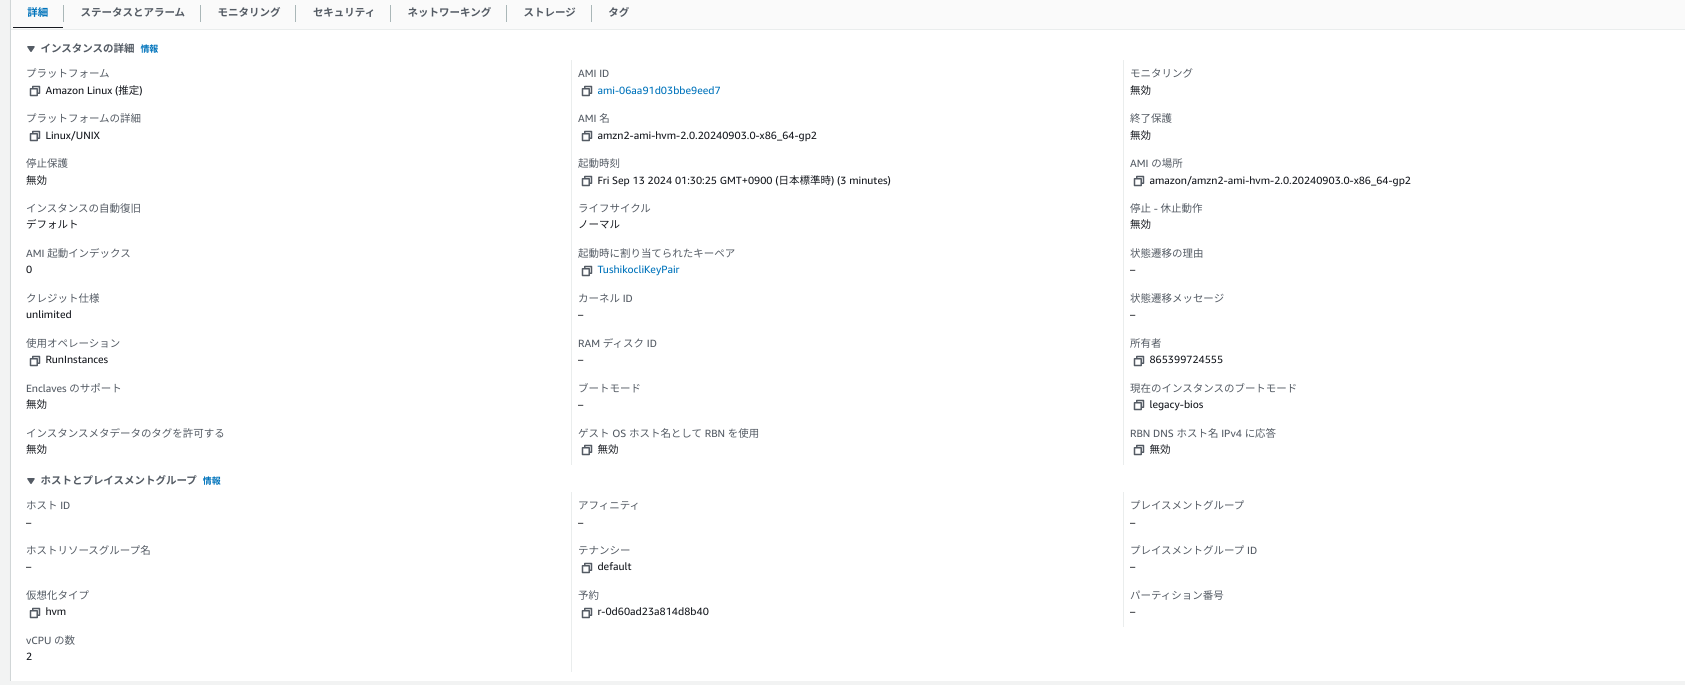 詳細 ステータスとアラーム モニタリング セキュリティ ネットワーキング ストレージ タグ
▼ インスタンスの詳細 情報
プラットフォーム
Amazon Linux (推定)
AMI ID
ami-06aa91d03bbe9eed7
モニタリング
無効
プラットフォームの詳細
Linux/UNIX
AMI 名
amzn2-ami-hvm-2.0.20240903.0-x86_64-gp2
終了保護
無効
停止保護
無効
起動時刻
Fri Sep 13 2024 01:30:25 GMT+0900 (日本標準時) (3 minutes)
AMI の場所
amazon/amzn2-ami-hvm-2.0.20240903.0-x86_64-gp2
インスタンスの自動復旧
デフォルト
ライフサイクル
ノーマル
停止 - 休止動作
無効
AMI 起動インデックス
0
起動時に割り当てられたキーペア
TushikocliKeyPair
状態遷移の理由
–
クレジット仕様
unlimited
カーネル ID
–
状態遷移メッセージ
–
使用オペレーション
RunInstances
RAM ディスク ID
–
所有者
865399724555
Enclaves のサポート
無効
ブートモード
–
現在のインスタンスのブートモード
legacy-bios
インスタンスメタデータのタグを許可する
無効
ゲスト OS ホスト名として RBN を使用
無効
RBN DNS ホスト名 IPv4 に応答
無効
▼ ホストとプレイスメントグループ 情報
ホスト ID
–
アフィニティ
–
プレイスメントグループ
–
ホストリソースグループ名
–
テナンシー
default
プレイスメントグループ ID
–
仮想化タイプ
hvm
予約
r-0d60ad23a814d8b40
パーティション番号
–
vCPU の数
2